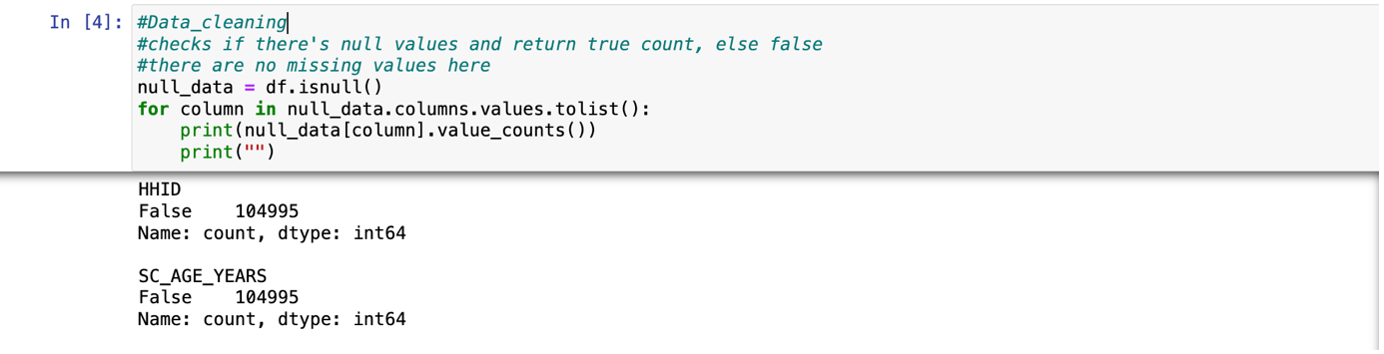 In [4]: #Data_cleaning
#checks if there's null values and return true count, else false
#there are no missing values here
null_data = df.isnull()
for column in null_data.columns.values.tolist():
    print(null_data[column].value_counts())
    print("")
HHID
False    104995
Name: count, dtype: int64
SC_AGE_YEARS
False    104995
Name: count, dtype: int64